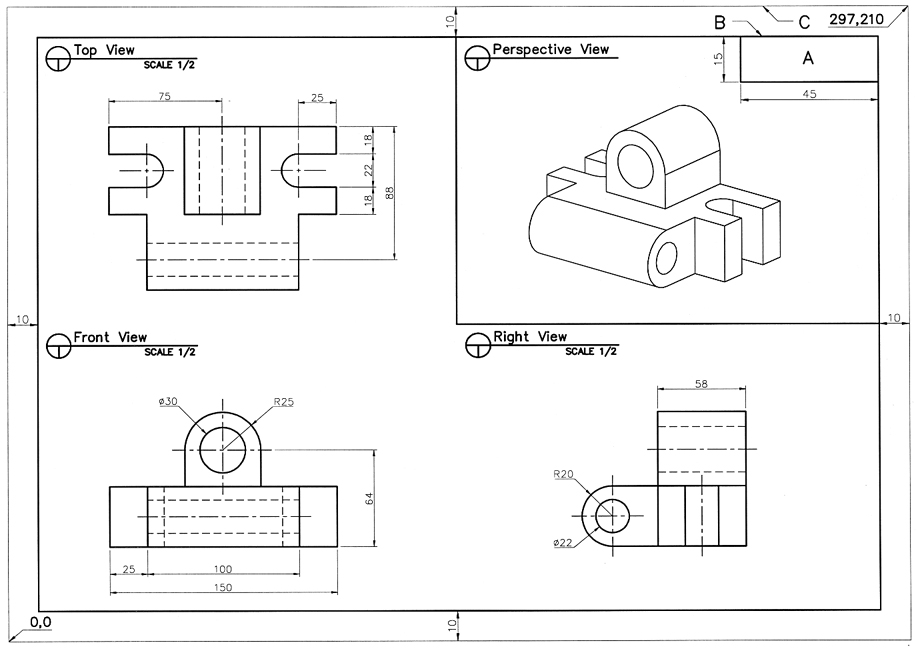 10
B
C
297,210
Top View
SCALE 1/2
Perspective View
15
A
45
75
25
18
22
18
88
10
10
Front View
SCALE 1/2
Right View
SCALE 1/2
ø30
R25
64
25
100
150
58
R20
ø22
0,0
10